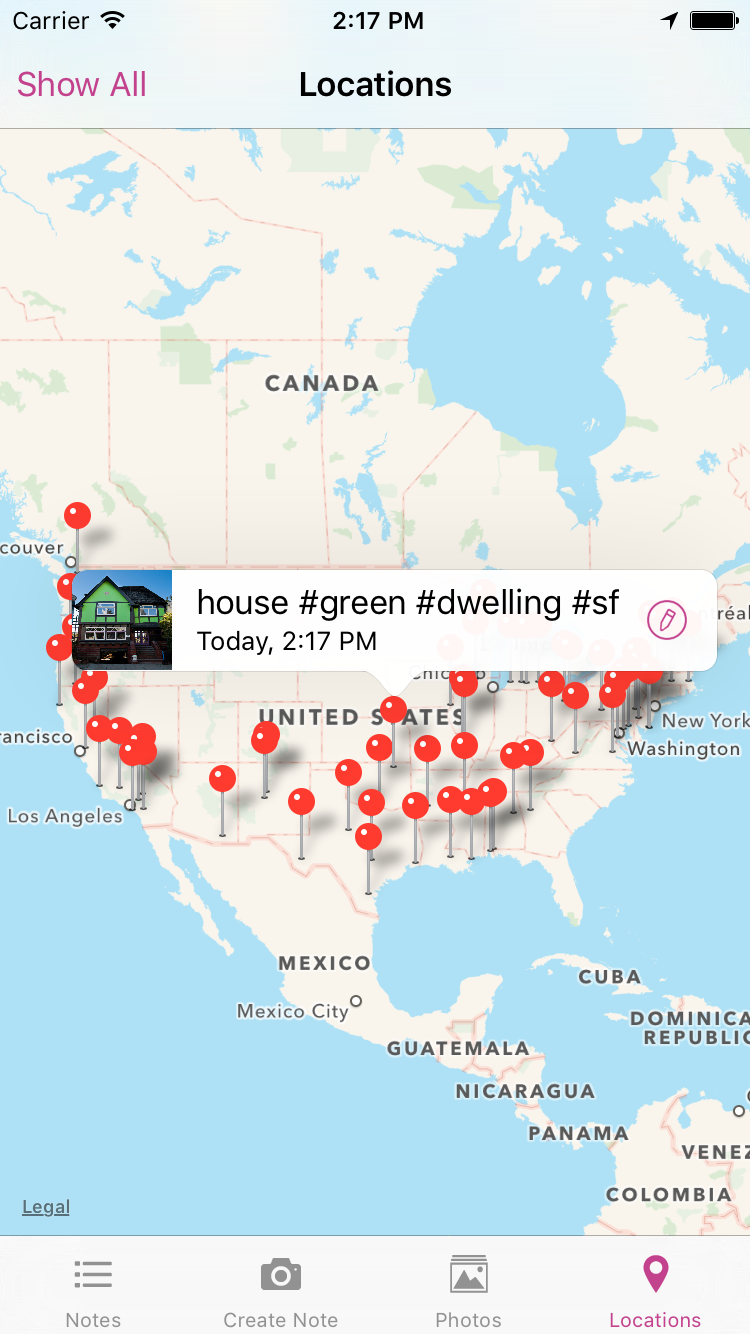 Carrier 2:17 PM
Show All Locations
CANADA
couver
house #green #dwelling #sf
Today, 2:17 PM
ntréal
UNITED S ATES
New York
rancisco
Washington
Los Angeles
MEXICO
CUBA
Mexico City
DOMINICA
REPUBLIC
GUATEMALA
NICARAGUA
PANAMA
VENEZ
COLOMBIA
Legal
Notes Create Note Photos Locations